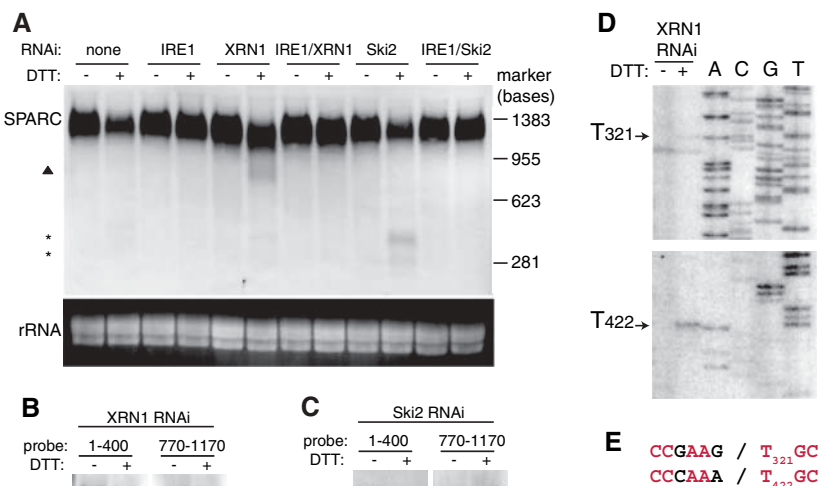 A
RNAi: none IRE1 XRN1 IRE1/XRN1 Ski2 IRE1/Ski2
DTT: - + - + - + - + - + - + marker
(bases)
SPARC
1383
955
623
281
*
*
rRNA
B
XRN1 RNAi
probe: 1-400 770-1170
DTT: - + - +
C
Ski2 RNAi
probe: 1-400 770-1170
DTT: - + - +
D
XRN1
RNAi
DTT: - + A C G T
T321
T422
E
CCGAAG / T321GC
CCCAAA / T422GC